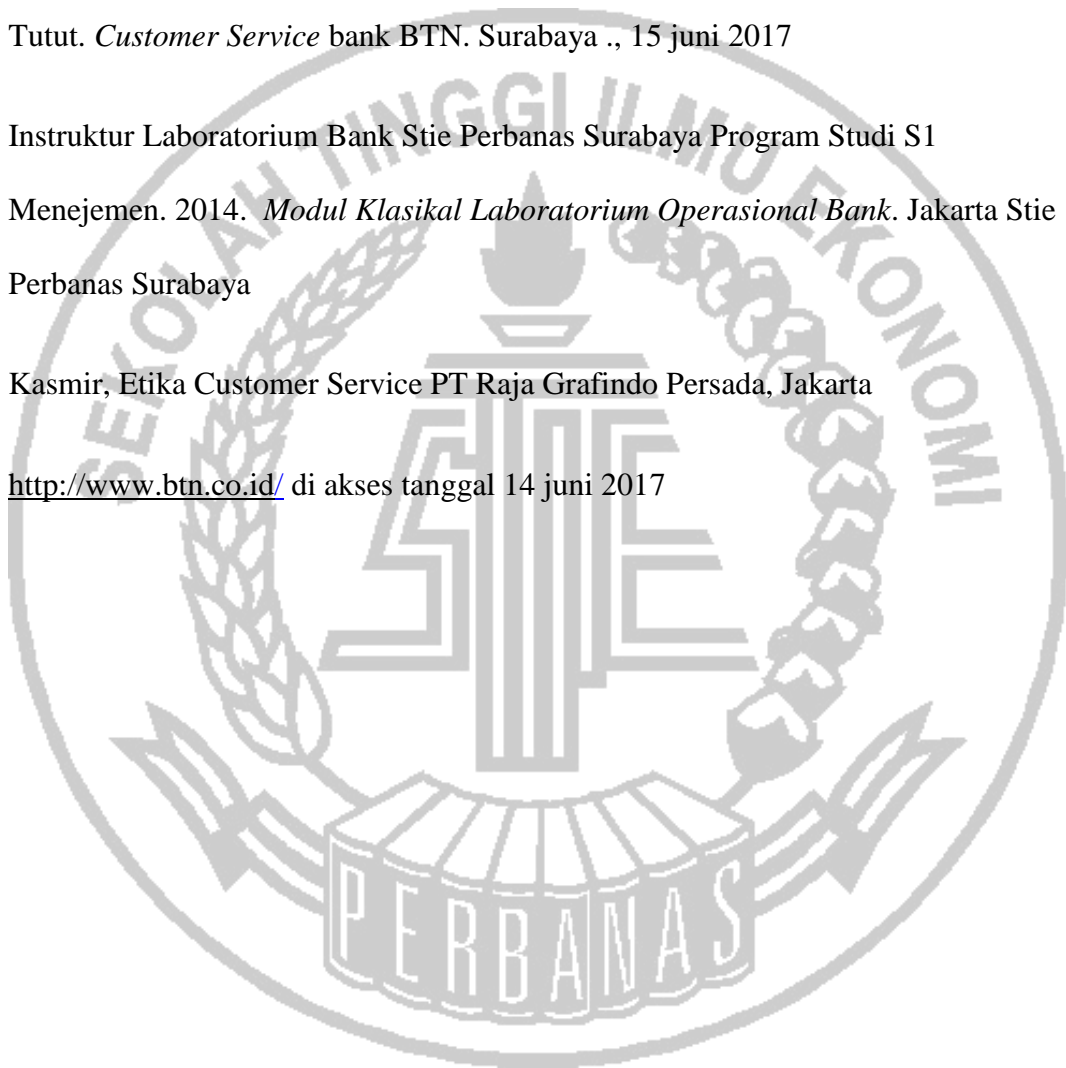 Tutut. Customer Service bank BTN. Surabaya ., 15 juni 2017
Instruktur Laboratorium Bank Stie Perbanas Surabaya Program Studi S1
Menejemen. 2014. Modul Klasikal Laboratorium Operasional Bank. Jakarta Stie
Perbanas Surabaya
Kasmir, Etika Customer Service PT Raja Grafindo Persada, Jakarta
http://www.btn.co.id/ di akses tanggal 14 juni 2017
SEKOLAH TINGGI ILMU EKONOMI
STIE
PERBANAS